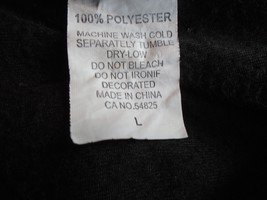 100% POLYESTER
MACHINE WASH COLD
SEPARATELY TUMBLE
DRY-LOW
DO NOT BLEACH
DO NOT IRONIF
DECORATED
MADE IN CHINA
CA NO.54825
L